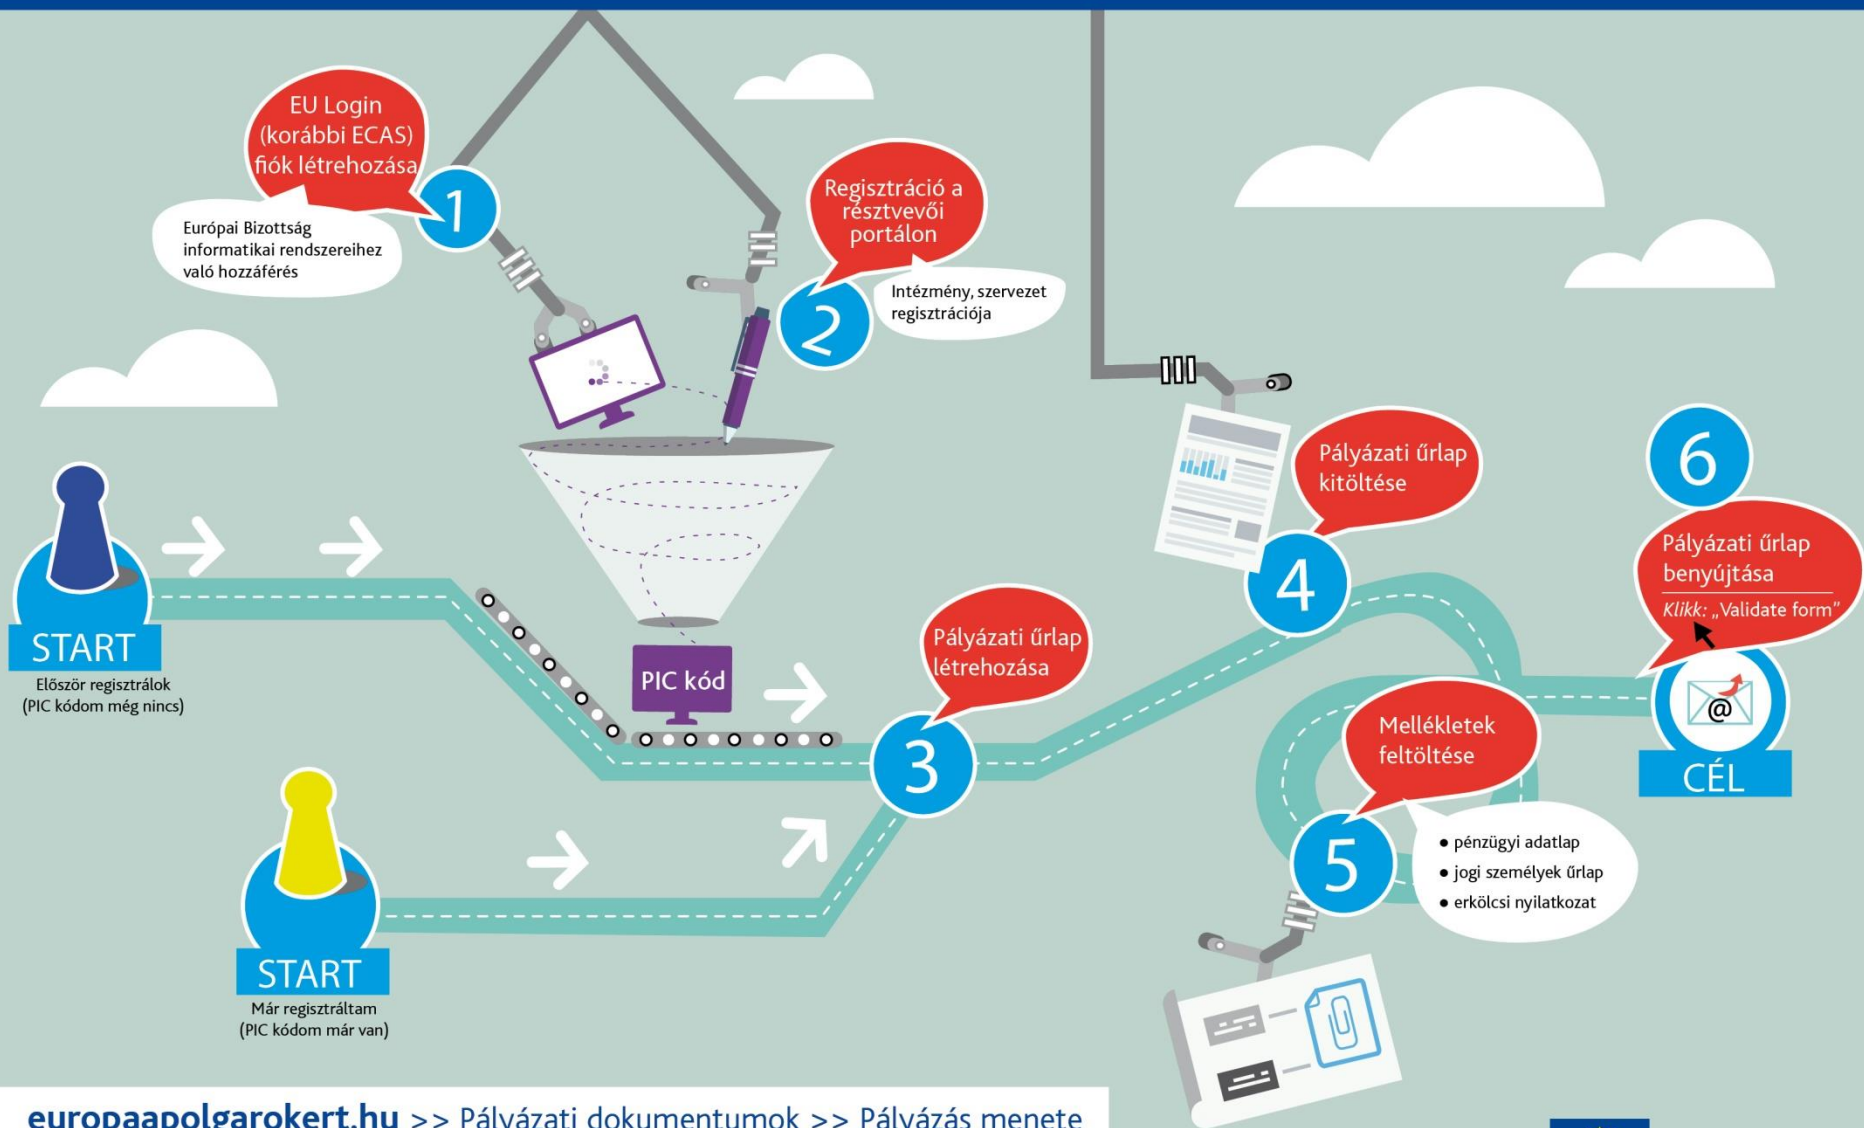 EU Login
(korábbi ECAS)
fiók létrehozása
1
Európai Bizottság
informatikai rendszereihez
való hozzáférés
Regisztráció a
résztvevői
portálon
2
Intézmény, szervezet
regisztrációja
START
Először regisztrálok
(PIC kódom még nincs)
PIC kód
Pályázati űrlap
létrehozása
3
START
Már regisztráltam
(PIC kódom már van)
Pályázati űrlap
kitöltése
4
Mellékletek
feltöltése
5
● pénzügyi adatlap
● jogi személyek űrlap
● erkölcsi nyilatkozat
6
Pályázati űrlap
benyújtása
Klikk: „Validate form”
@
CÉL
europaapolgarokert.hu >> Pályázati dokumentumok >> Pályázás menete